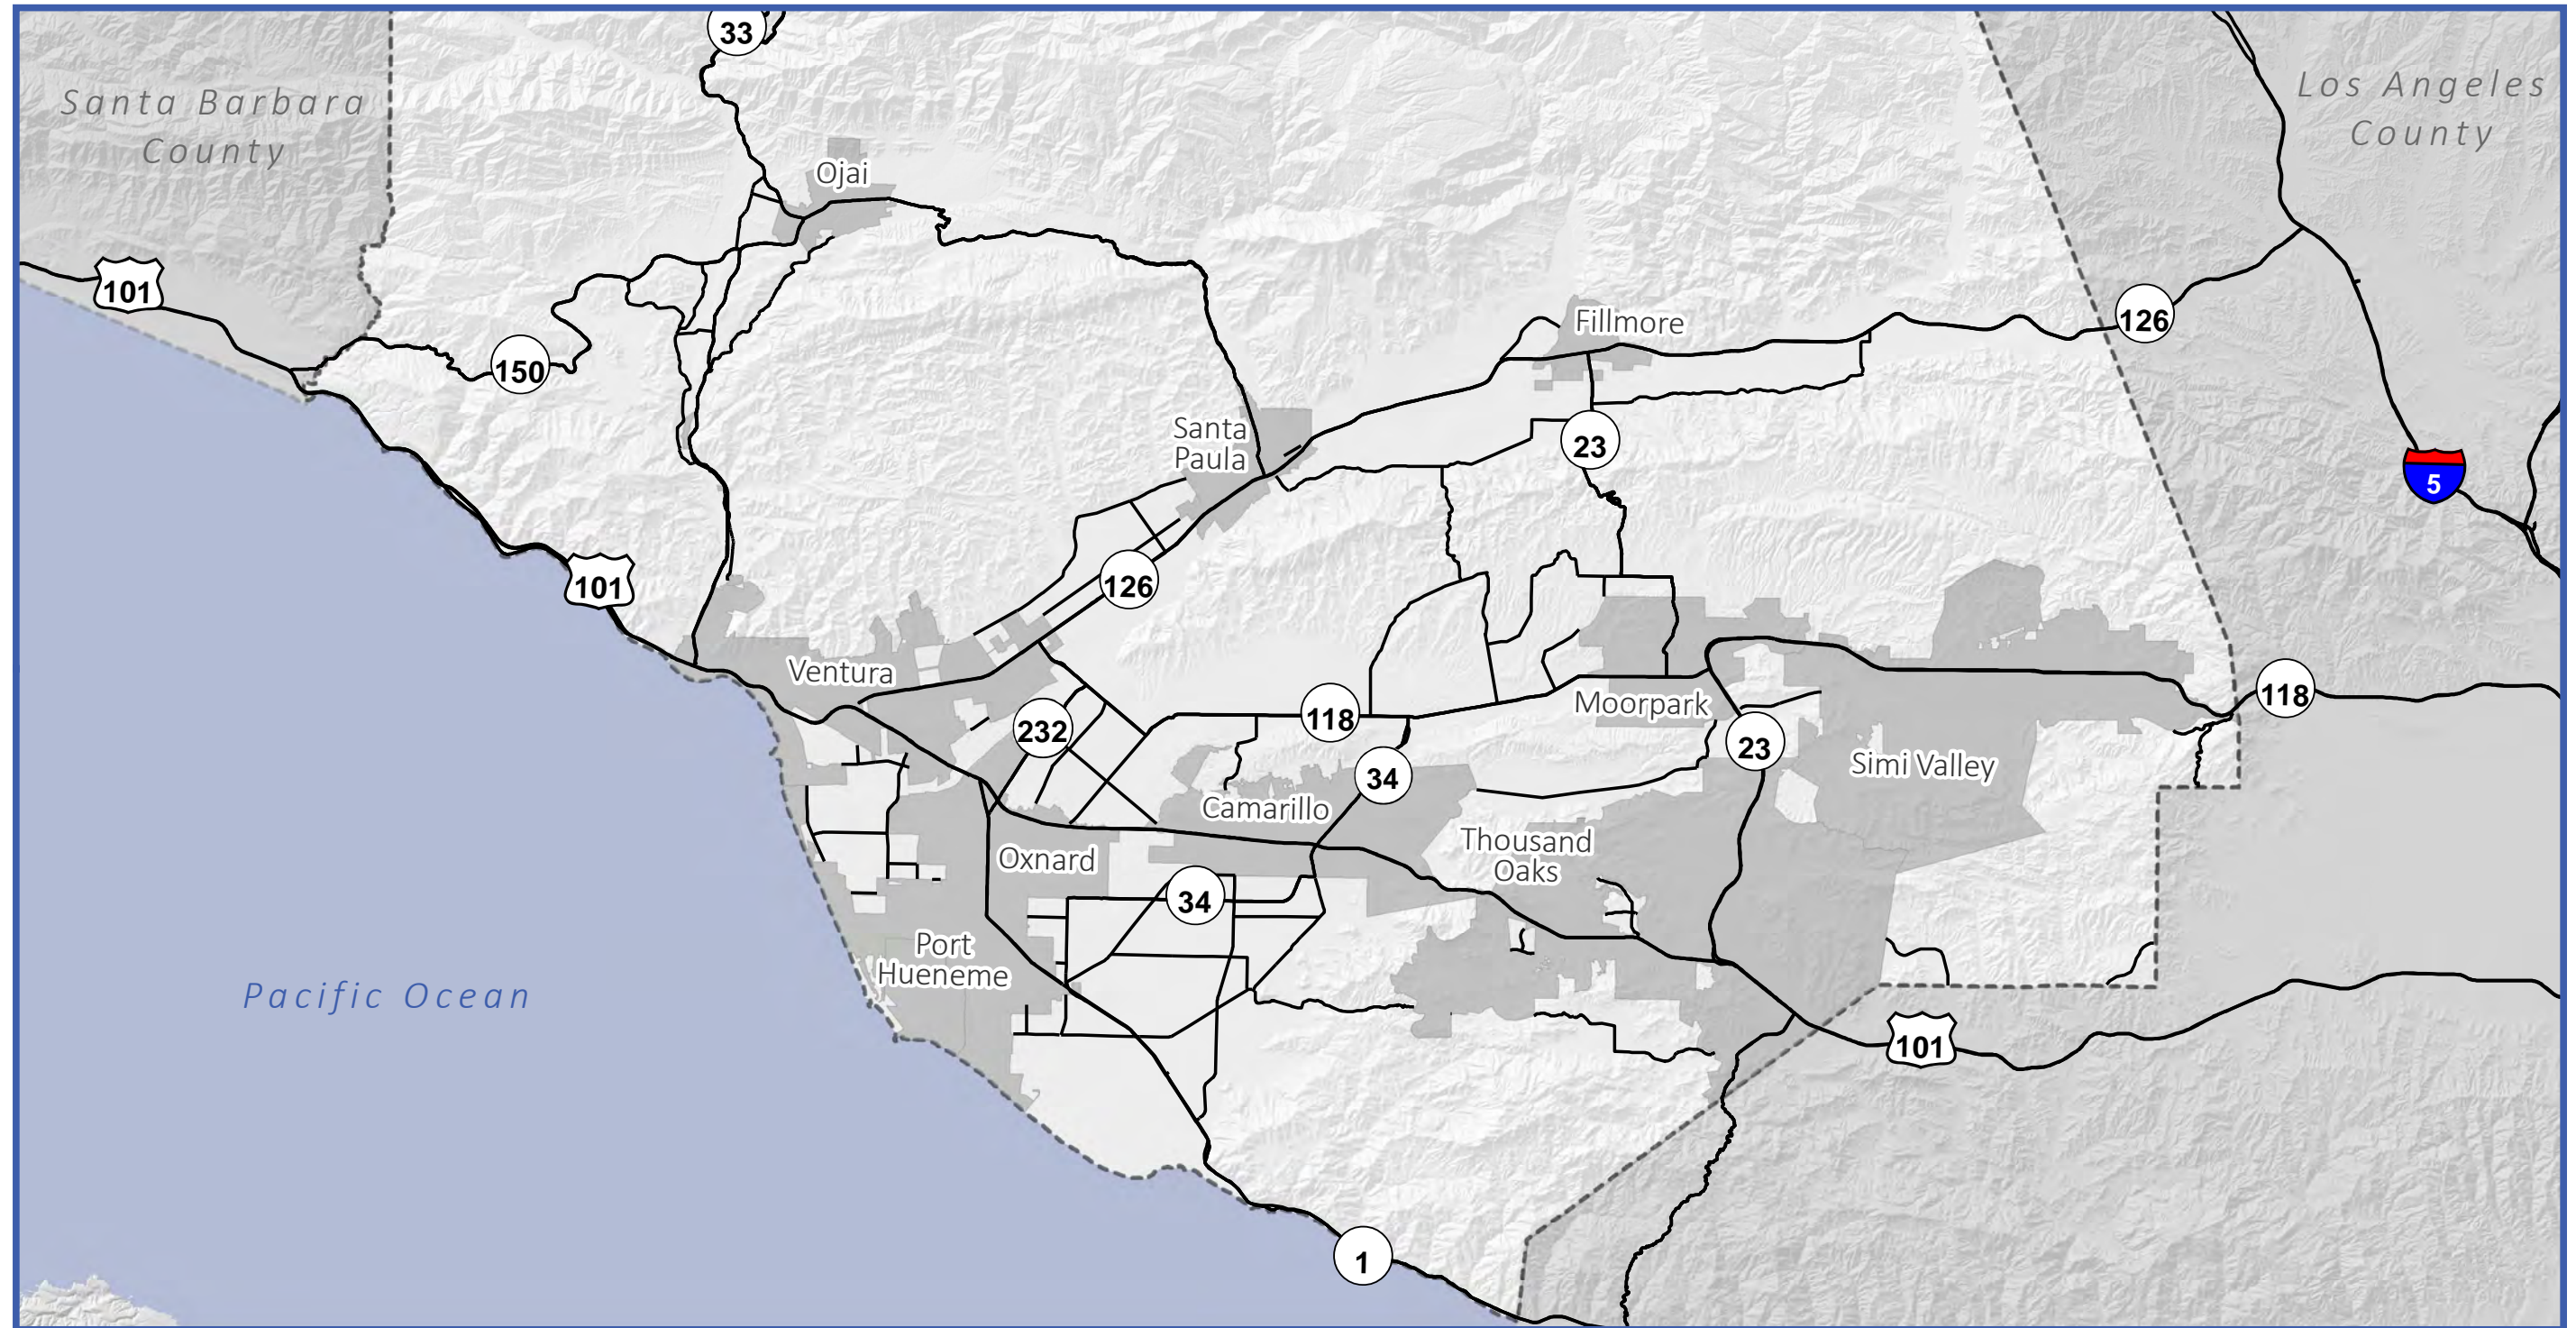 33
Santa Barbara
County
Los Angeles
County
Ojai
101
150
Fillmore
126
23
Santa
Paula
5
101
126
Ventura
118
Moorpark
118
232
23
34
Simi Valley
Camarillo
Thousand
Oaks
Oxnard
34
Port
Hueneme
Pacific Ocean
101
1